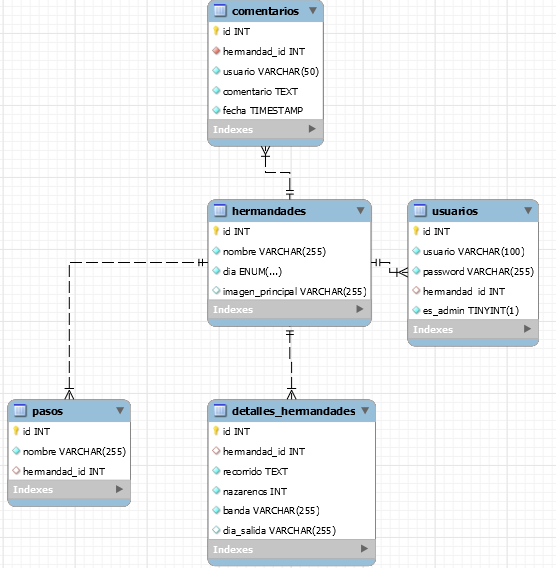 comentarios
id INT
hermandad_id INT
usuario VARCHAR(50)
comentario TEXT
fecha TIMESTAMP
Indexes
hermandades
id INT
nombre VARCHAR(255)
dia ENUM(...)
imagen_principal VARCHAR(255)
Indexes
usuarios
id INT
usuario VARCHAR(100)
password VARCHAR(255)
hermandad_id INT
es_admin TINYINT(1)
Indexes
pasos
id INT
nombre VARCHAR(255)
hermandad_id INT
Indexes
detalles_hermandades
id INT
hermandad_id INT
recorrido TEXT
nazarenos INT
banda VARCHAR(255)
dia_salida VARCHAR(255)
Indexes